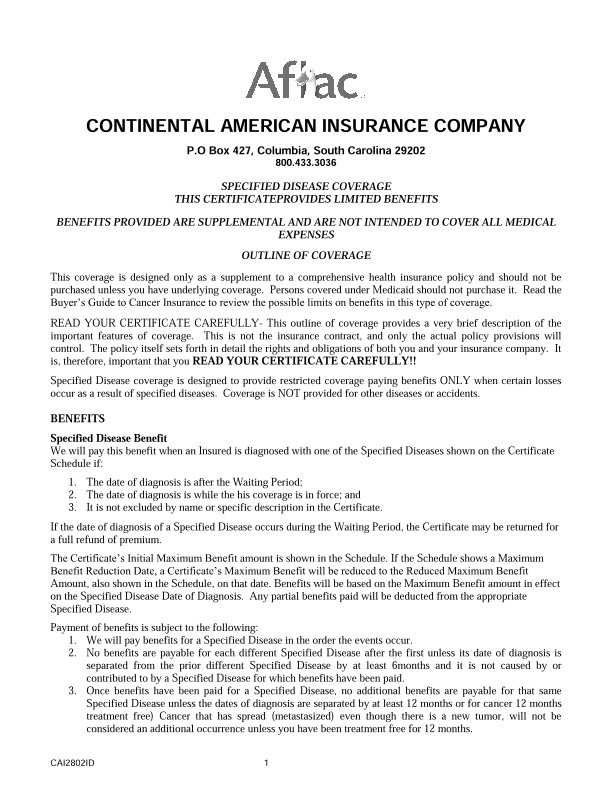 Aflac
CONTINENTAL AMERICAN INSURANCE COMPANY
P.O Box 427, Columbia, South Carolina 29202
800.433.3036
SPECIFIED DISEASE COVERAGE
THIS CERTIFICATEPROVIDES LIMITED BENEFITS
BENEFITS PROVIDED ARE SUPPLEMENTAL AND ARE NOT INTENDED TO COVER ALL MEDICAL
EXPENSES
OUTLINE OF COVERAGE
This coverage is designed only as a supplement to a comprehensive health insurance policy and should not be
purchased unless you have underlying coverage. Persons covered under Medicaid should not purchase it. Read the
Buyer's Guide to Cancer Insurance to review the possible limits on benefits in this type of coverage.
READ YOUR CERTIFICATE CAREFULLY- This outline of coverage provides a very brief description of the
important features of coverage. This is not the insurance contract, and only the actual policy provisions will
control. The policy itself sets forth in detail the rights and obligations of both you and your insurance company. It
is, therefore, important that you READ YOUR CERTIFICATE CAREFULLY!!
Specified Disease coverage is designed to provide restricted coverage paying benefits ONLY when certain losses
occur as a result of specified diseases. Coverage is NOT provided for other diseases or accidents.
BENEFITS
Specified Disease Benefit
We will pay this benefit when an Insured is diagnosed with one of the Specified Diseases shown on the Certificate
Schedule if:
1. The date of diagnosis is after the Waiting Period;
2. The date of diagnosis is while the his coverage is in force; and
3. It is not excluded by name or specific description in the Certificate.
If the date of diagnosis of a Specified Disease occurs during the Waiting Period, the Certificate may be returned for
a full refund of premium.
The Certificate's Initial Maximum Benefit amount is shown in the Schedule. If the Schedule shows a Maximum
Benefit Reduction Date, a Certificate's Maximum Benefit will be reduced to the Reduced Maximum Benefit
Amount, also shown in the Schedule, on that date. Benefits will be based on the Maximum Benefit amount in effect
on the Specified Disease Date of Diagnosis. Any partial benefits paid will be deducted from the appropriate
Specified Disease.
Payment of benefits is subject to the following:
1. We will pay benefits for a Specified Disease in the order the events occur.
2. No benefits are payable for each different Specified Disease after the first unless its date of diagnosis is
separated from the prior different Specified Disease by at least 6months and it is not caused by or
contributed to by a Specified Disease for which benefits have been paid.
3. Once benefits have been paid for a Specified Disease, no additional benefits are payable for that same
Specified Disease unless the dates of diagnosis are separated by at least 12 months or for cancer 12 months
treatment free) Cancer that has spread (metastasized) even though there is a new tumor, will not be
considered an additional occurrence unless you have been treatment free for 12 months.
CAI2802ID 1